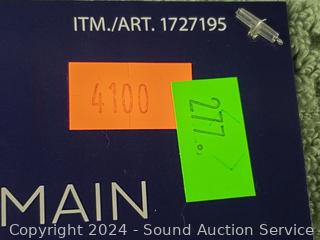 ITM./ART. 1727195
4100
277
MAIN
Copyright © 2024 - Sound Auction Service